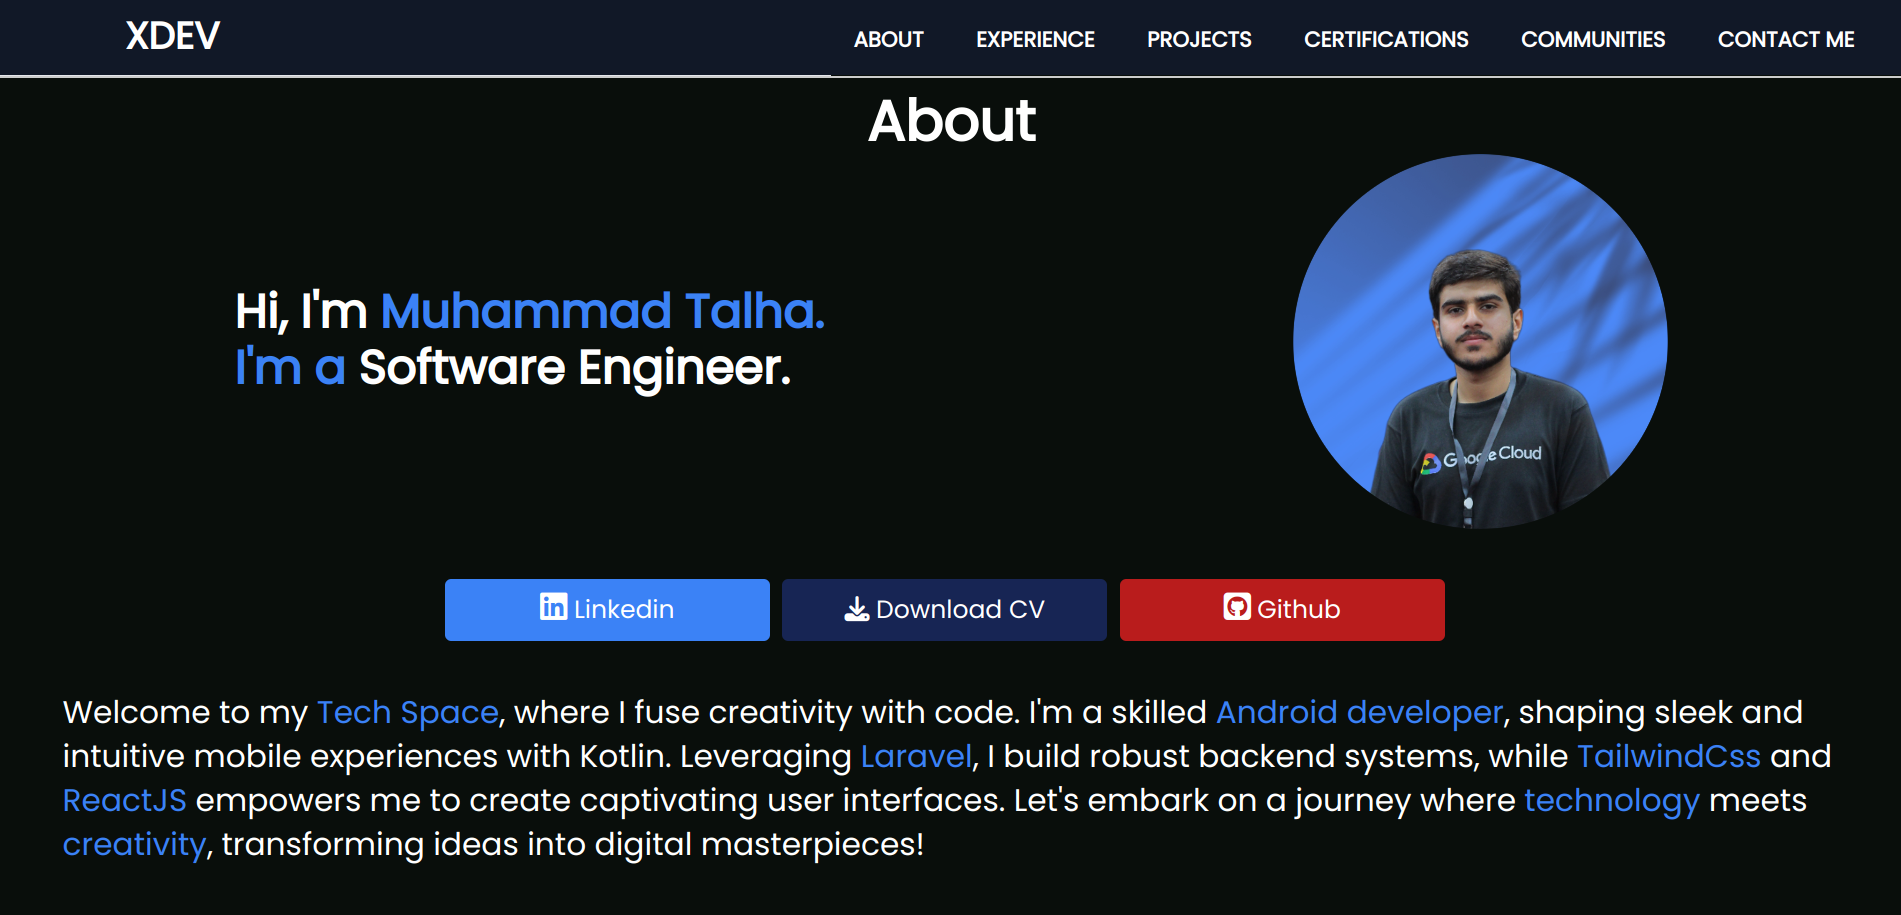 XDEV
ABOUT EXPERIENCE PROJECTS CERTIFICATIONS COMMUNITIES CONTACT ME
About
Hi, I'm Muhammad Talha.
I'm a Software Engineer.
Google Cloud
Linkedin
Download CV
Github
Welcome to my Tech Space, where I fuse creativity with code. I'm a skilled Android developer, shaping sleek and
intuitive mobile experiences with Kotlin. Leveraging Laravel, I build robust backend systems, while TailwindCss and
ReactJS empowers me to create captivating user interfaces. Let's embark on a journey where technology meets
creativity, transforming ideas into digital masterpieces!